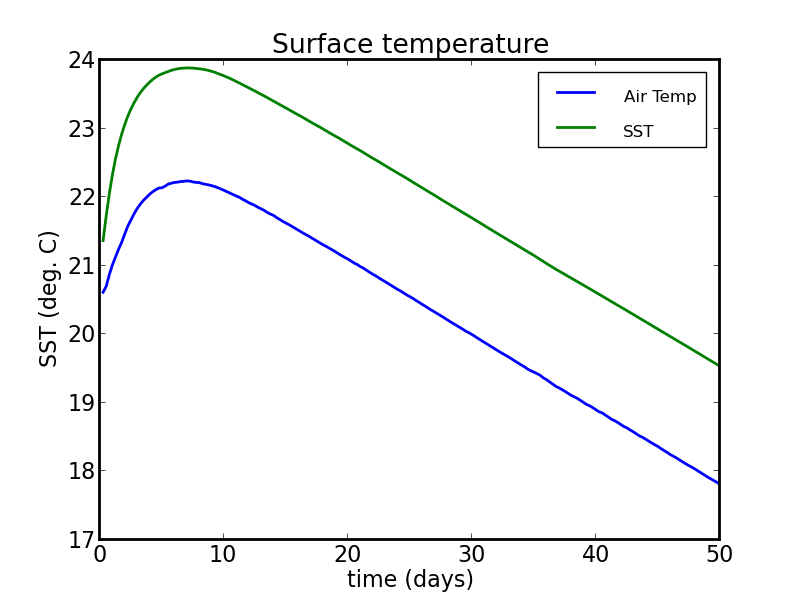 Surface temperature
24
23
22
21
20
19
18
17
SST (deg. C)
Air Temp
SST
0 10 20 30 40 50
time (days)